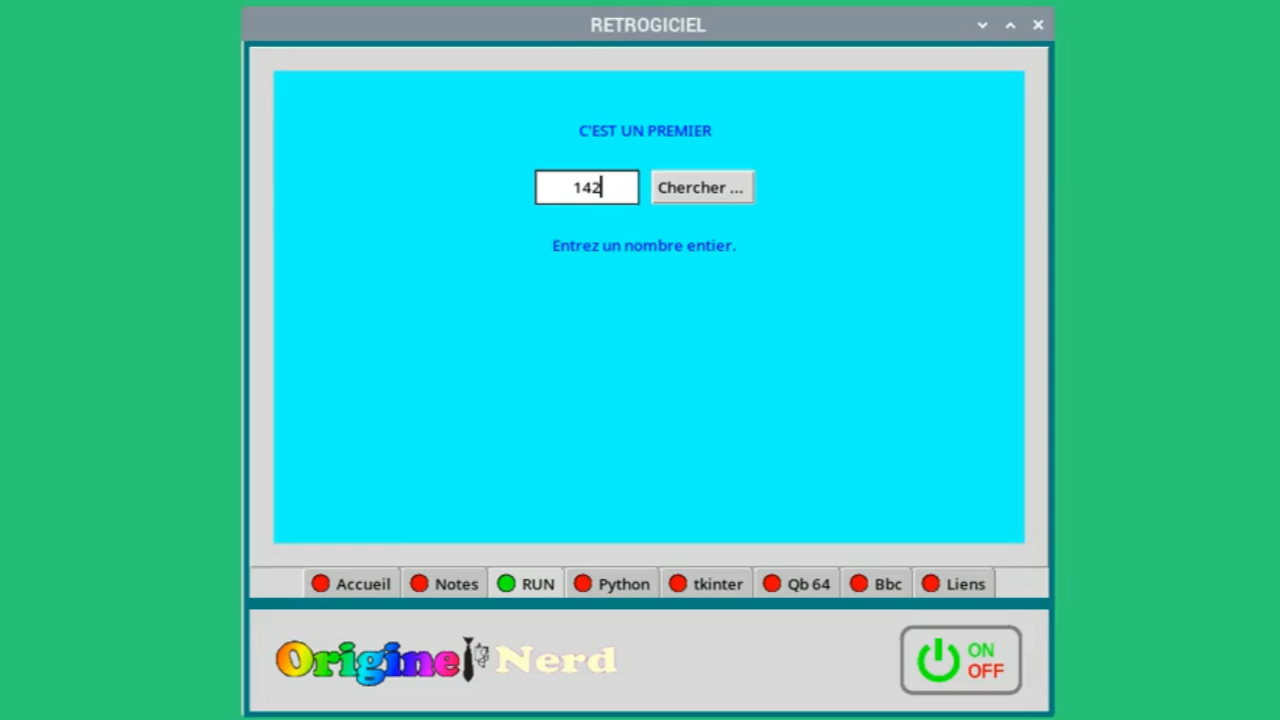 RETROGICIEL
C'EST UN PREMIER
142 Chercher ...
Entrez un nombre entier.
Accueil Notes RUN Python tkinter Qb 64 Bbc Liens
Origine Nerd
ON
OFF